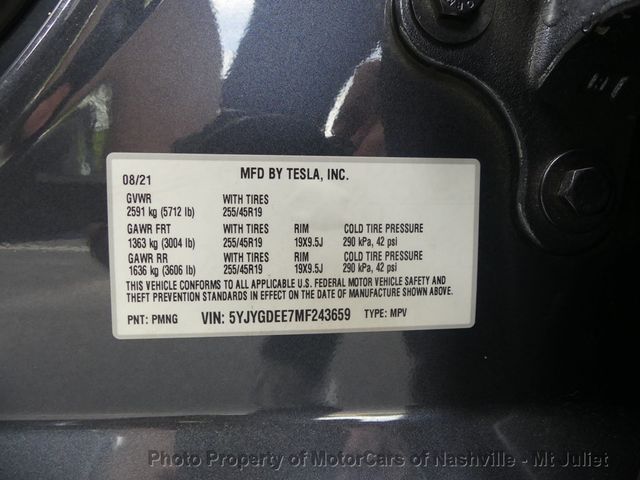 08/21 MFD BY TESLA, INC.
GVWR WITH TIRES
2591 kg (5712 lb) 255/45R19
GAWR FRT WITH TIRES RIM COLD TIRE PRESSURE
1363 kg (3004 lb) 255/45R19 19X9.5J 290 kPa, 42 psi
GAWR RR WITH TIRES RIM COLD TIRE PRESSURE
1636 kg (3606 lb) 255/45R19 19X9.5J 290 kPa, 42 psi
THIS VEHICLE CONFORMS TO ALL APPLICABLE U.S. FEDERAL MOTOR VEHICLE SAFETY AND
THEFT PREVENTION STANDARDS IN EFFECT ON THE DATE OF MANUFACTURE SHOWN ABOVE.
PNT: PMNG VIN: 5YJYGDEE7MF243659 TYPE: MPV
Photo Property of MotorCars of Nashville - Mt Juliet